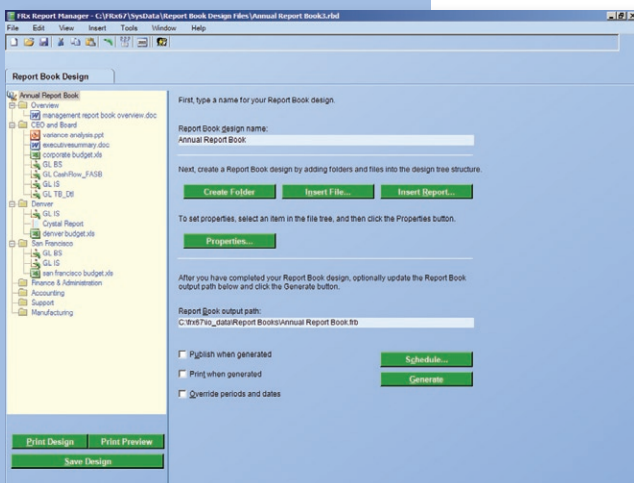 FRx Report Manager - C:\FRx67\SysData\Report Book Design Files\Annual Report Book3.rbd
File Edit View Insert Tools Window Help
Report Book Design
Annual Report Book
Overview
management report book overview.doc
CEO and Board
variance analysis.ppt
executivesummary.doc
corporate budget.xls
GL BS
GL CashFlow_FASB
GL IS
GL TB_Dtl
Denver
GL IS
Crystal Report
denver budget.xls
San Francisco
GL BS
GL IS
san francisco budget.xls
Finance & Administration
Accounting
Support
Manufacturing
Print Design Print Preview
Save Design
First, type a name for your Report Book design.
Report Book design name:
Annual Report Book
Next, create a Report Book design by adding folders and files into the design tree structure.
Create Folder Insert File... Insert Report...
To set properties, select an item in the file tree, and then click the Properties button.
Properties...
After you have completed your Report Book design, optionally update the Report Book
output path below and click the Generate button.
Report Book output path:
C:\frx67\io_data\Report Books\Annual Report Book.frb
Publish when generated
Print when generated
Override periods and dates
Schedule...
Generate